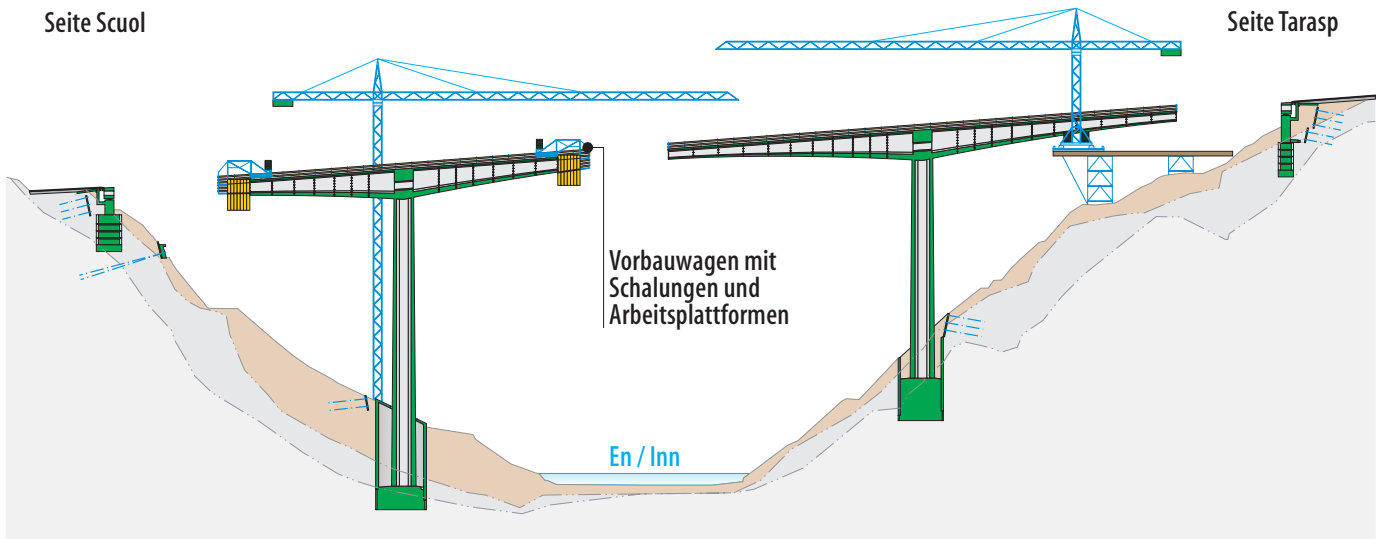 Seite Scuol
Seite Tarasp
Vorbauwagen mit
Schalungen und
Arbeitsplattformen
En / Inn